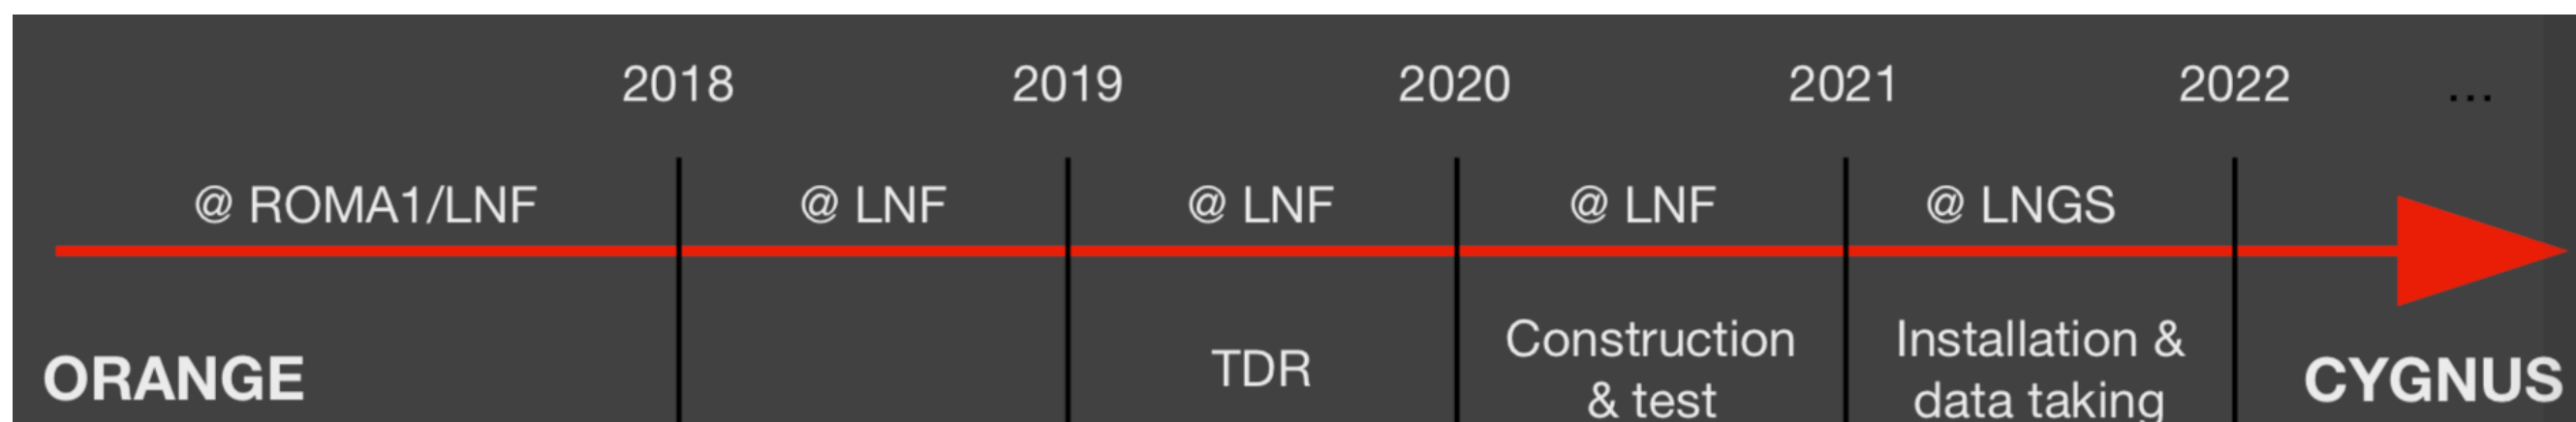 2018 2019 2020 2021 2022 ...
@ ROMA1/LNF @ LNF @ LNF @ LNF @ LNGS
ORANGE
TDR
Construction
& test
Installation &
data taking
CYGNUS